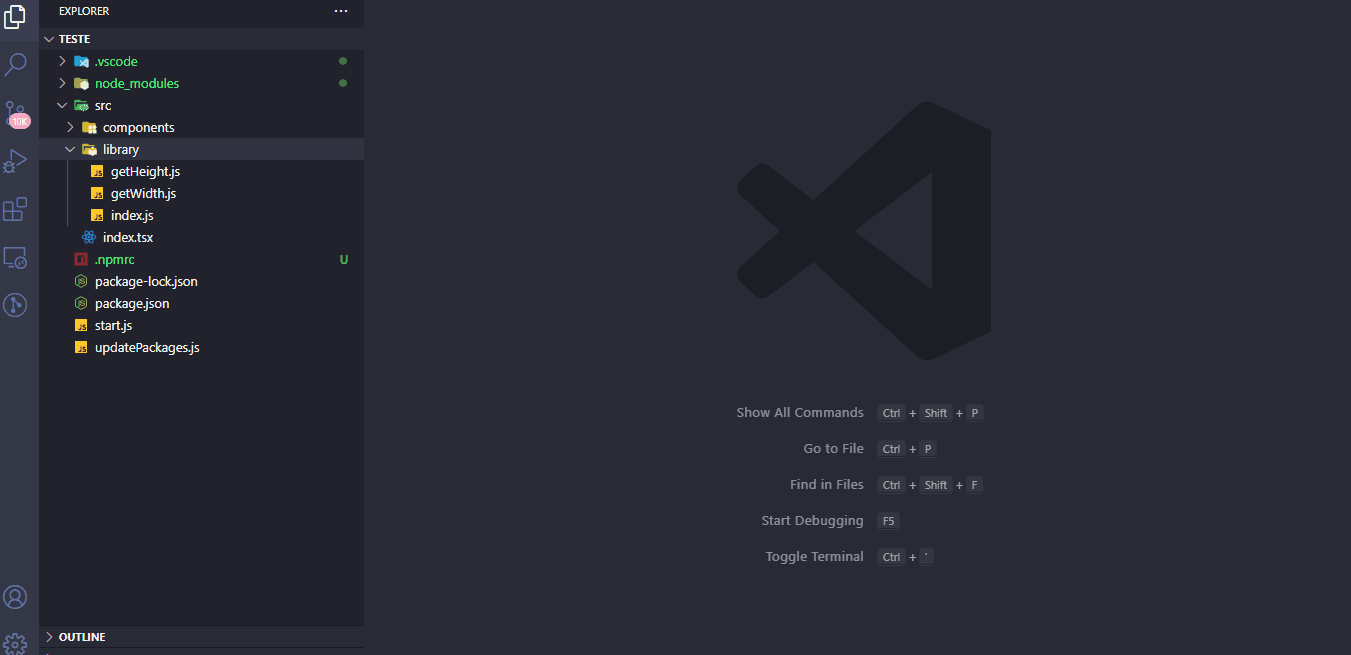 EXPLORER
TESTE
.vscode
node_modules
src
10K
components
library
getHeight.js
getWidth.js
index.js
index.tsx
.npmrc U
package-lock.json
package.json
start.js
updatePackages.js
Show All Commands Ctrl + Shift + P
Go to File Ctrl + P
Find in Files Ctrl + Shift + F
Start Debugging F5
Toggle Terminal Ctrl + `
OUTLINE